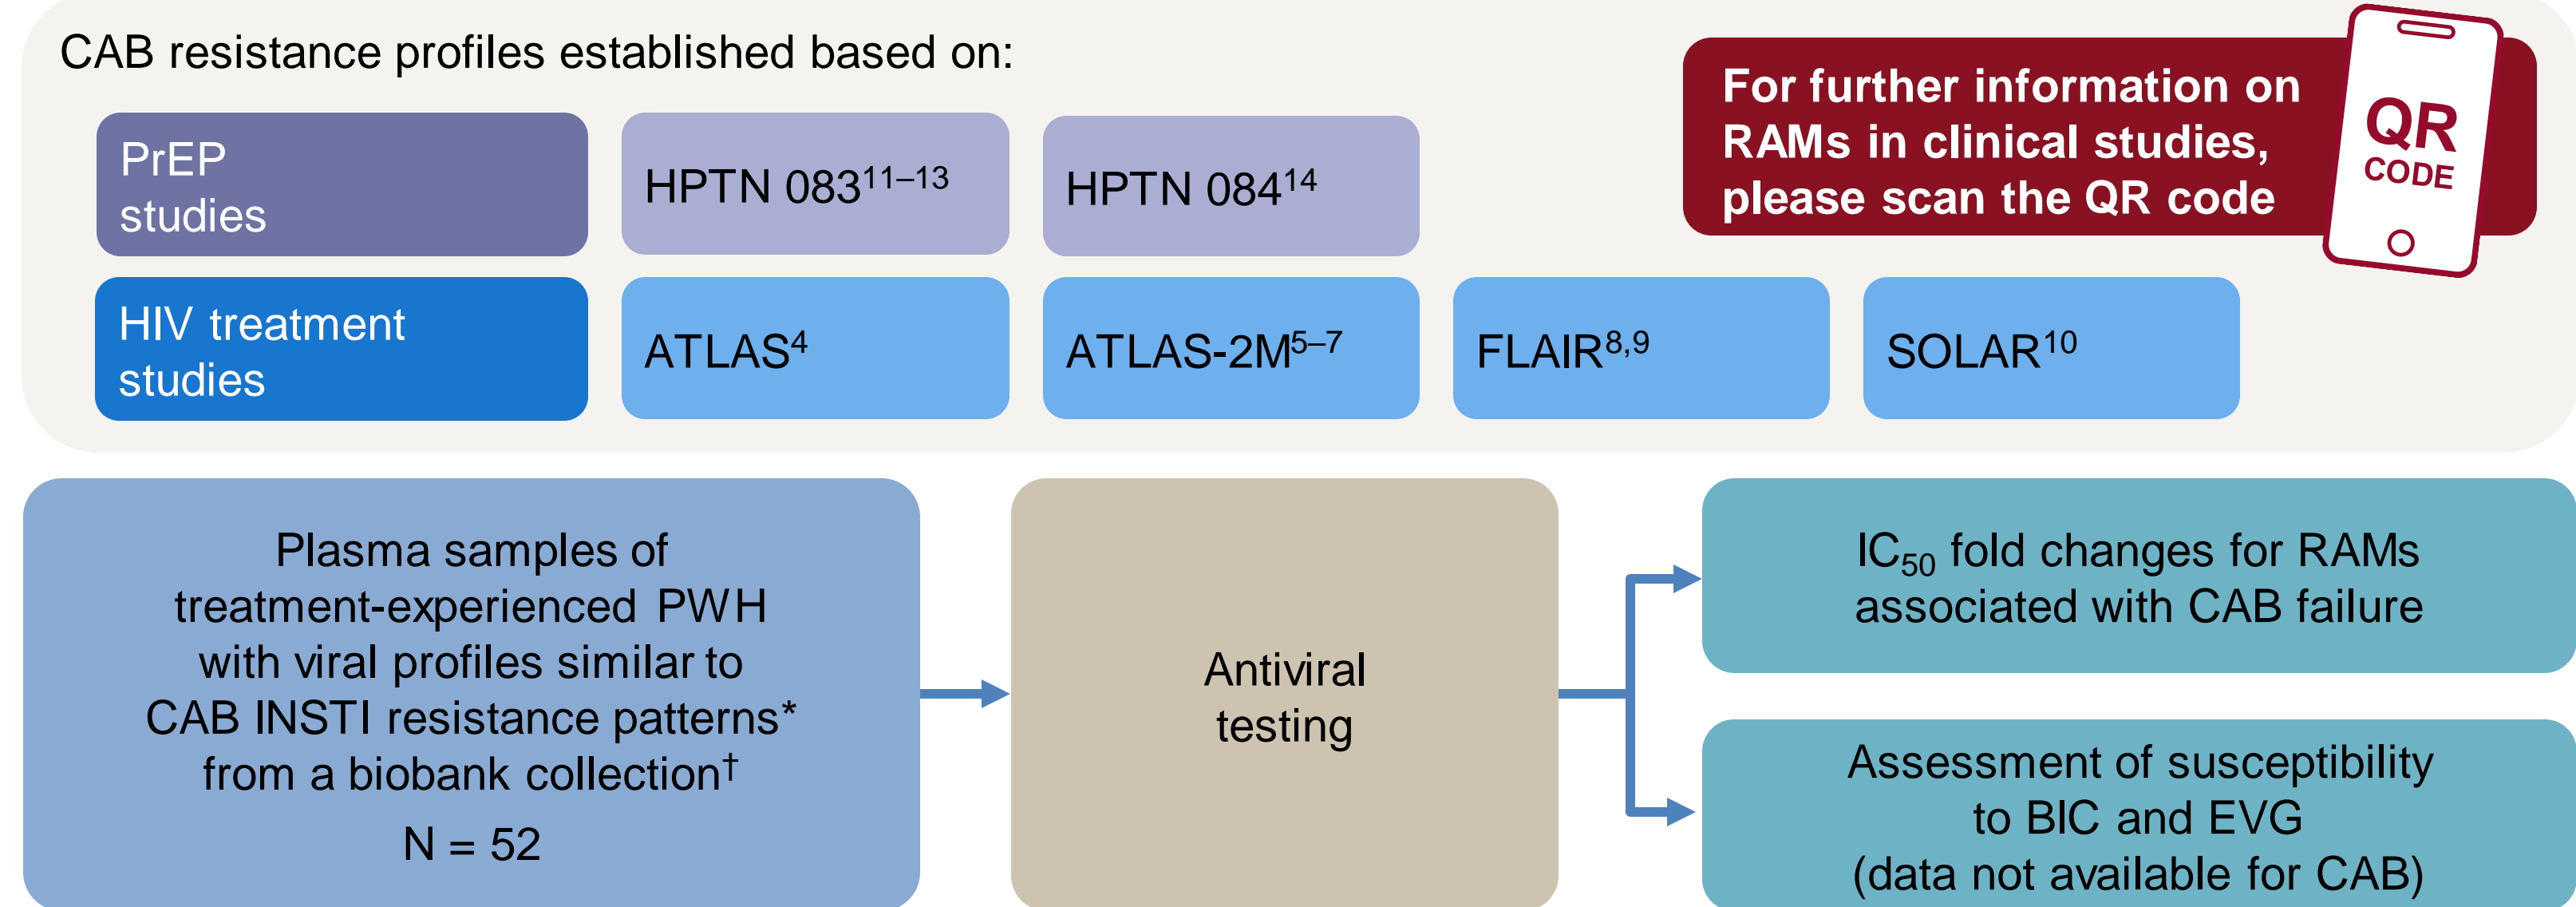 CAB resistance profiles established based on:
For further information on
RAMs in clinical studies,
please scan the QR code
QR
CODE
PrEP
studies
HPTN 083¹¹⁻¹³
HPTN 084¹⁴
HIV treatment
studies
ATLAS⁴
ATLAS-2M⁵⁻⁷
FLAIR⁸,⁹
SOLAR¹⁰
Plasma samples of
treatment-experienced PWH
with viral profiles similar to
CAB INSTI resistance patterns*
from a biobank collection†
N = 52
Antiviral
testing
IC₅₀ fold changes for RAMs
associated with CAB failure
Assessment of susceptibility
to BIC and EVG
(data not available for CAB)